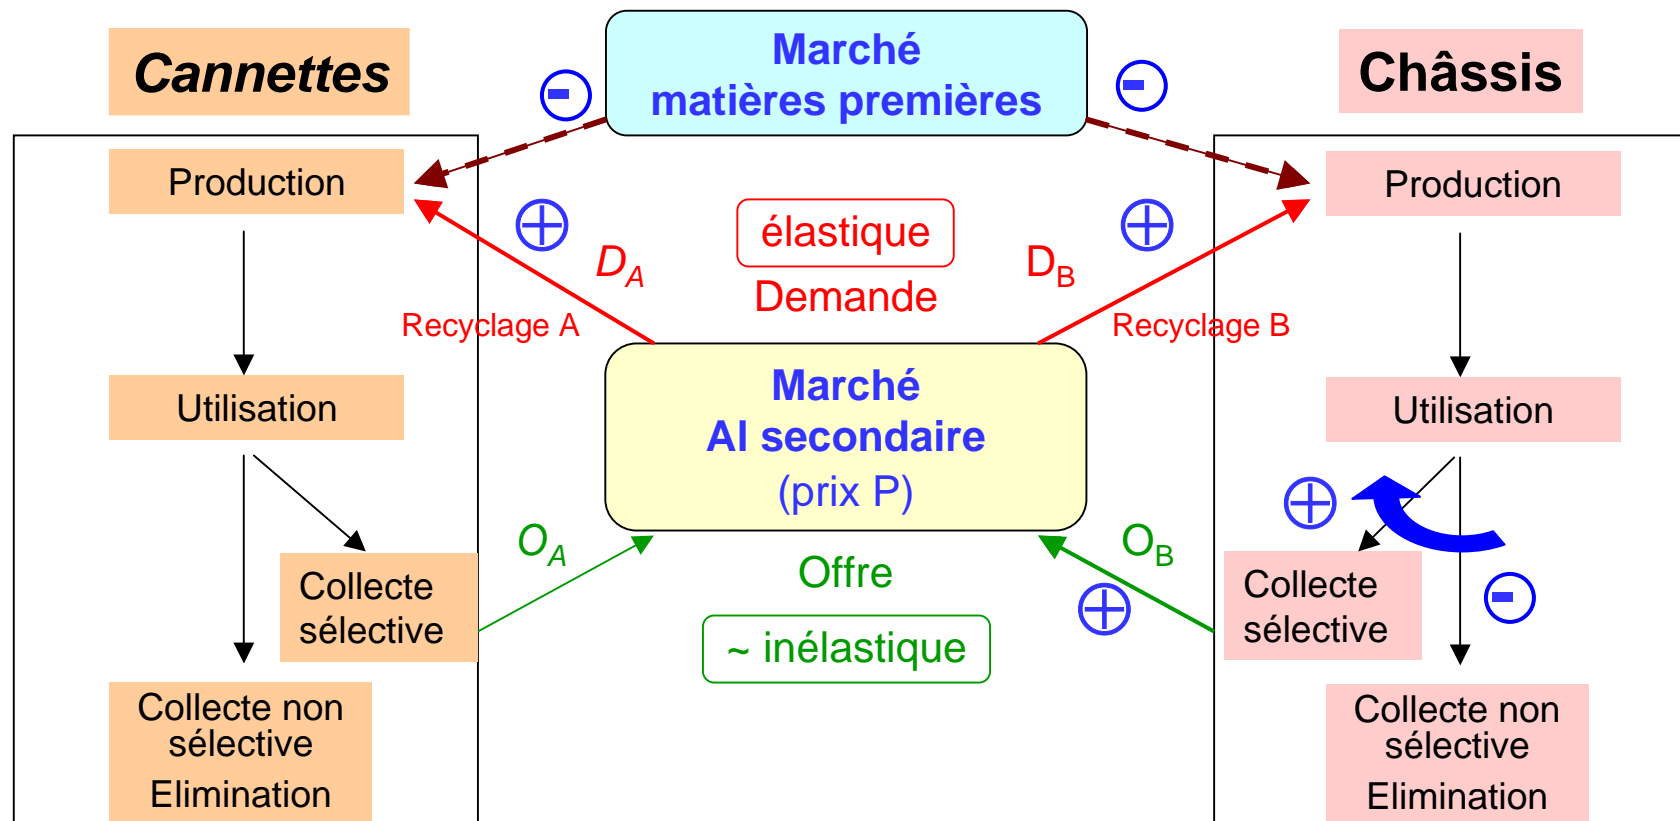 Cannettes
Marché
matières premières
Châssis
-
-
Production
Production
+
+
élastique
Demande
D_A
D_B
Recyclage A
Recyclage B
Marché
Al secondaire
(prix P)
Utilisation
Utilisation
+
O_A
O_B
Offre
+
-
~ inélastique
Collecte
sélective
Collecte
sélective
Collecte non
sélective
Elimination
Collecte non
sélective
Elimination